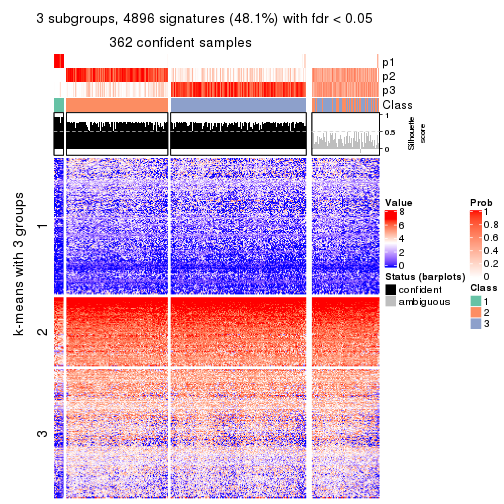 3 subgroups, 4896 signatures (48.1%) with fdr < 0.05
362 confident samples
p1
p2
p3
Class
1
0.5
0
Silhouette
score
k-means with 3 groups
1
2
3
Value
8
6
4
2
0
Status (barplots)
confident
ambiguous
Prob
1
0.8
0.6
0.4
0.2
0
Class
1
2
3